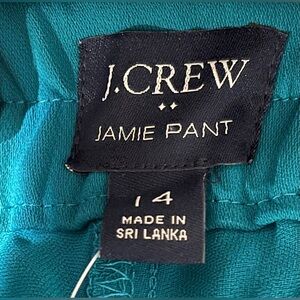 J.CREW
JAMIE PANT
14
MADE IN
SRI LANKA